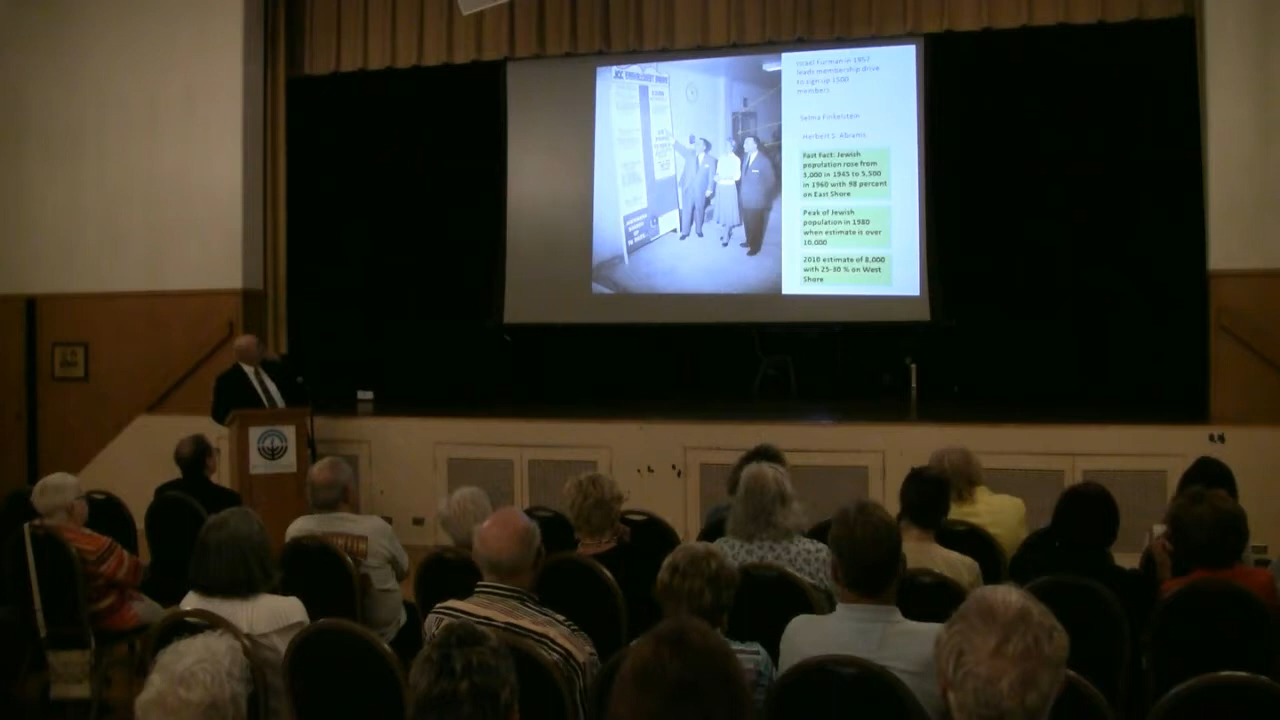 JCC ENROLLMENT DRIVE
Israel Furman in 1957
leads membership drive
to sign up 1500
members
Selma Finkelstein
Herbert S. Abrams
Fast Fact: Jewish
population rose from
3,000 in 1945 to 5,500
in 1960 with 98 percent
on East Shore
Peak of Jewish
population in 1980
when estimate is over
10,000
2010 estimate of 8,000
with 25-30 % on West
Shore